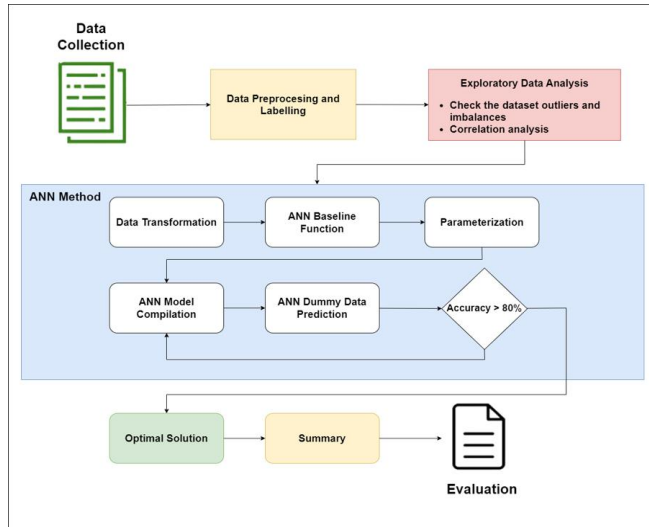 Data
Collection
Data Preprocesing and
Labelling
Exploratory Data Analysis
• Check the dataset outliers and
imbalances
• Correlation analysis
ANN Method
Data Transformation
ANN Baseline
Function
Parameterization
ANN Model
Compilation
ANN Dummy Data
Prediction
Accuracy > 80%
Optimal Solution
Summary
Evaluation